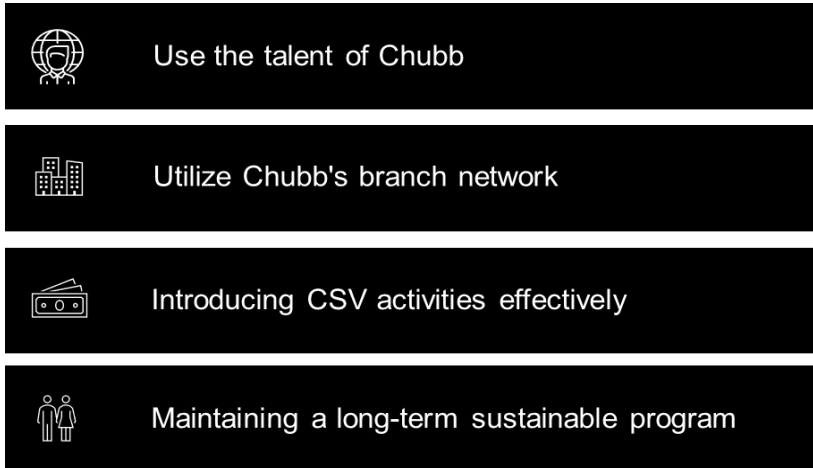 Use the talent of Chubb
Utilize Chubb's branch network
Introducing CSV activities effectively
Maintaining a long-term sustainable program